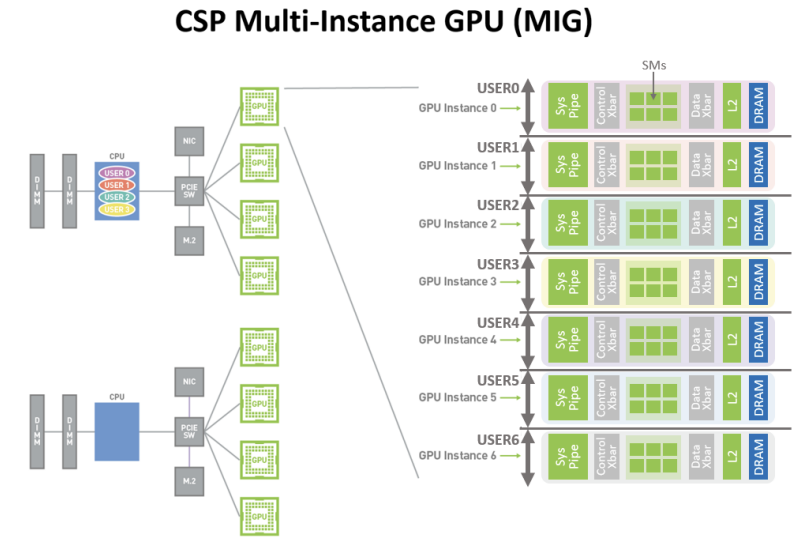 CSP Multi-Instance GPU (MIG)
GPU
NIC
CPU
DIMM
DIMM
USER 0
USER 1
USER 2
USER 3
PCIE
SW
M.2
GPU
GPU
GPU
GPU
NIC
CPU
DIMM
DIMM
PCIE
SW
M.2
GPU
GPU
GPU
SMs
USER0
GPU Instance 0
Sys
Pipe
Control
Xbar
Data
Xbar
L2
DRAM
USER1
GPU Instance 1
Sys
Pipe
Control
Xbar
Data
Xbar
L2
DRAM
USER2
GPU Instance 2
Sys
Pipe
Control
Xbar
Data
Xbar
L2
DRAM
USER3
GPU Instance 3
Sys
Pipe
Control
Xbar
Data
Xbar
L2
DRAM
USER4
GPU Instance 4
Sys
Pipe
Control
Xbar
Data
Xbar
L2
DRAM
USER5
GPU Instance 5
Sys
Pipe
Control
Xbar
Data
Xbar
L2
DRAM
USER6
GPU Instance 6
Sys
Pipe
Control
Xbar
Data
Xbar
L2
DRAM